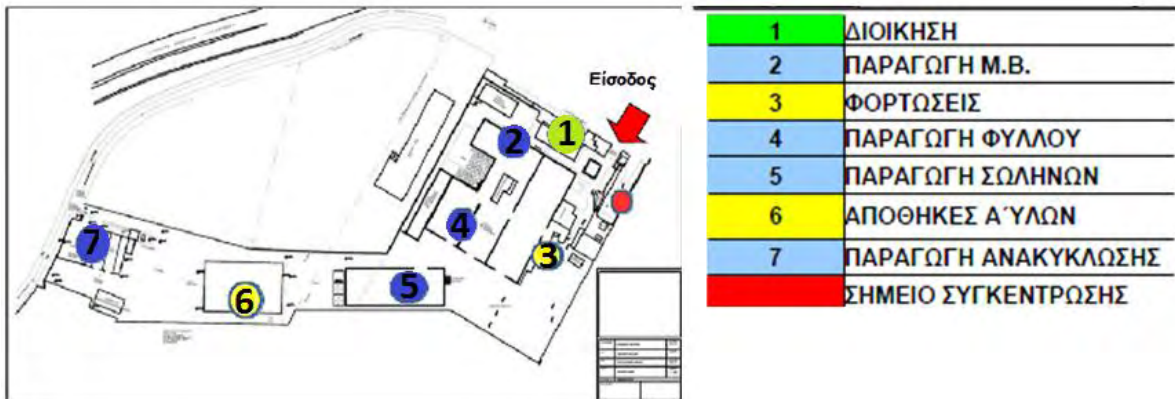 Είσοδος
1
2
3
4
5
6
7
1 ΔΙΟΙΚΗΣΗ
2 ΠΑΡΑΓΩΓΗ Μ.Β.
3 ΦΟΡΤΩΣΕΙΣ
4 ΠΑΡΑΓΩΓΗ ΦΥΛΛΟΥ
5 ΠΑΡΑΓΩΓΗ ΣΩΛΗΝΩΝ
6 ΑΠΟΘΗΚΕΣ Α΄ΥΛΩΝ
7 ΠΑΡΑΓΩΓΗ ΑΝΑΚΥΚΛΩΣΗΣ
ΣΗΜΕΙΟ ΣΥΓΚΕΝΤΡΩΣΗΣ